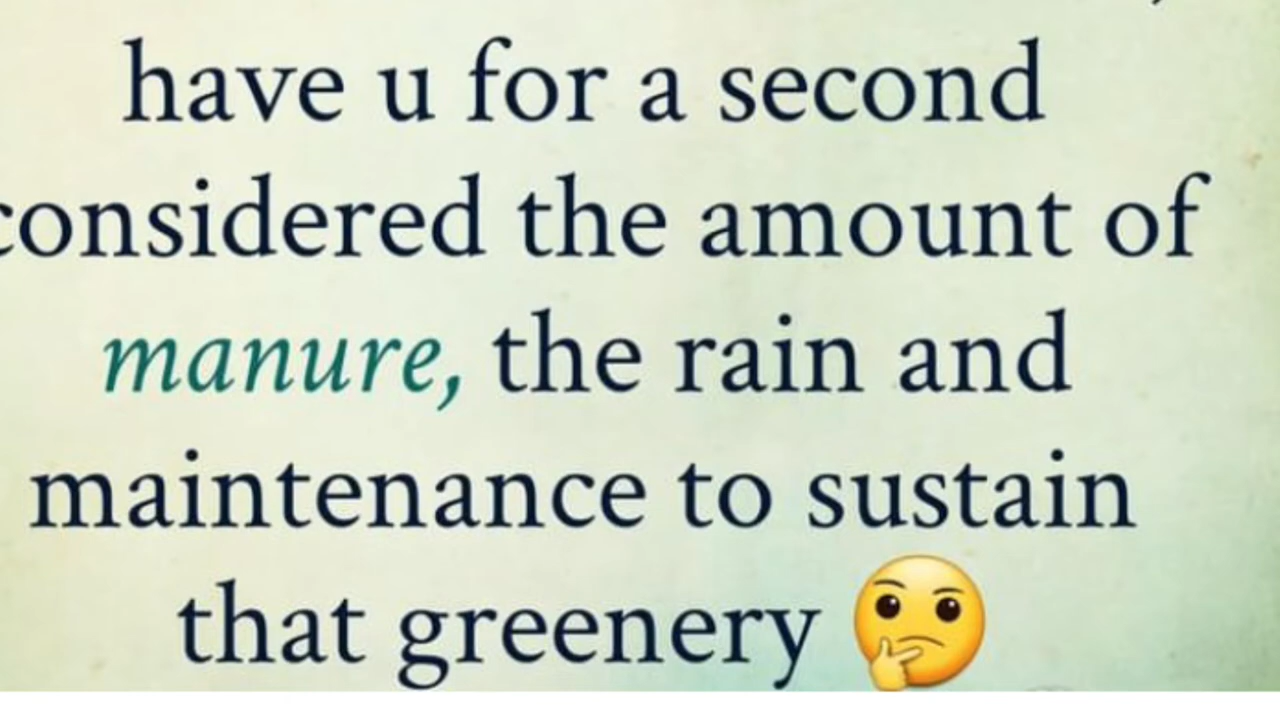 have u for a second
considered the amount of
manure, the rain and
maintenance to sustain
that greenery 🤔